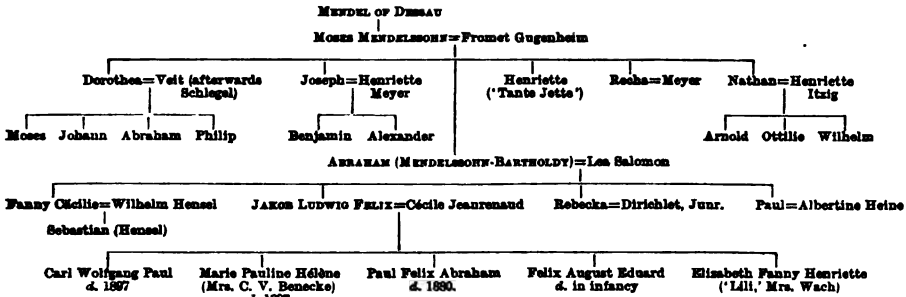 Mendel of Dessau
Moses Mendelssohn=Fromet Gugenheim
Dorothea=Veit (afterwards Schlegel)
Joseph=Henriette Meyer
Henriette ('Tante Jette')
Recha=Meyer
Nathan=Henriette Itzig
Moses Johann Abraham Philip
Benjamin Alexander
Arnold Ottilie Wilhelm
Abraham (Mendelssohn-Bartholdy)=Lea Salomon
Fanny Cäcilie=Wilhelm Hensel
Jakob Ludwig Felix=Cécile Jeanrenaud
Rebecka=Dirichlet, Junr.
Paul=Albertine Heine
Sebastian (Hensel)
Carl Wolfgang Paul
d. 1897
Marie Pauline Hélène
(Mrs. C. V. Benecke)
Paul Felix Abraham
d. 1880.
Felix August Eduard
d. in infancy
Elizabeth Fanny Henriette
('Lili,' Mrs. Wach)